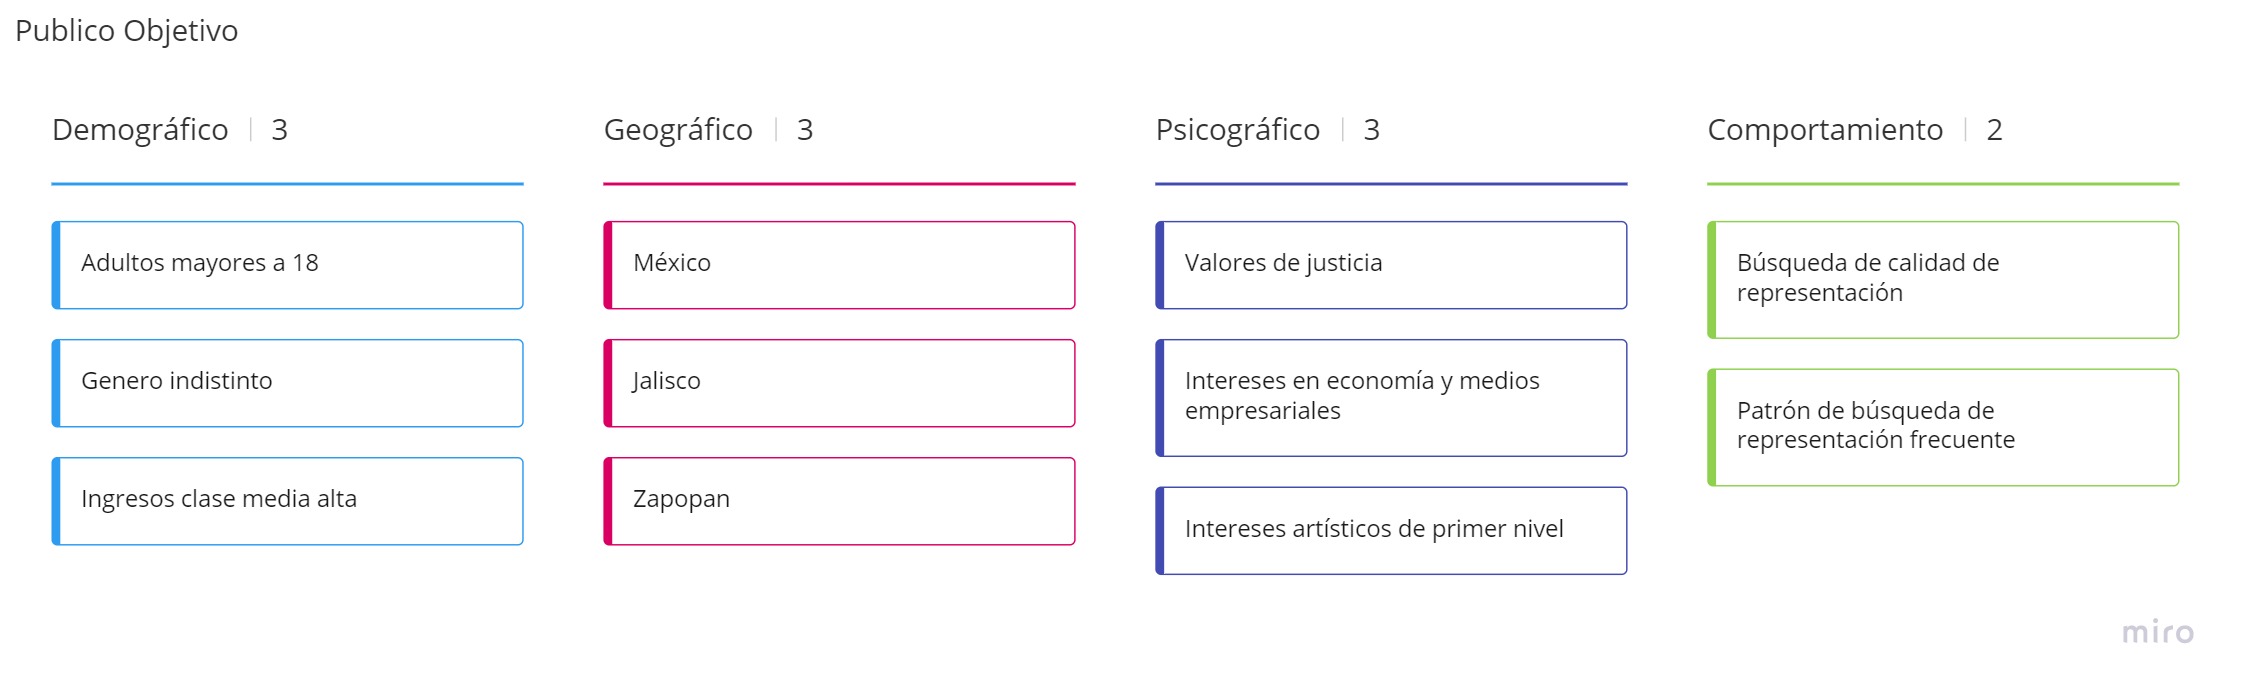 Publico Objetivo
Demográfico | 3
Adultos mayores a 18
Genero indistinto
Ingresos clase media alta
Geográfico | 3
México
Jalisco
Zapopan
Psicográfico | 3
Valores de justicia
Intereses en economía y medios
empresariales
Intereses artísticos de primer nivel
Comportamiento | 2
Búsqueda de calidad de
representación
Patrón de búsqueda de
representación frecuente
miro